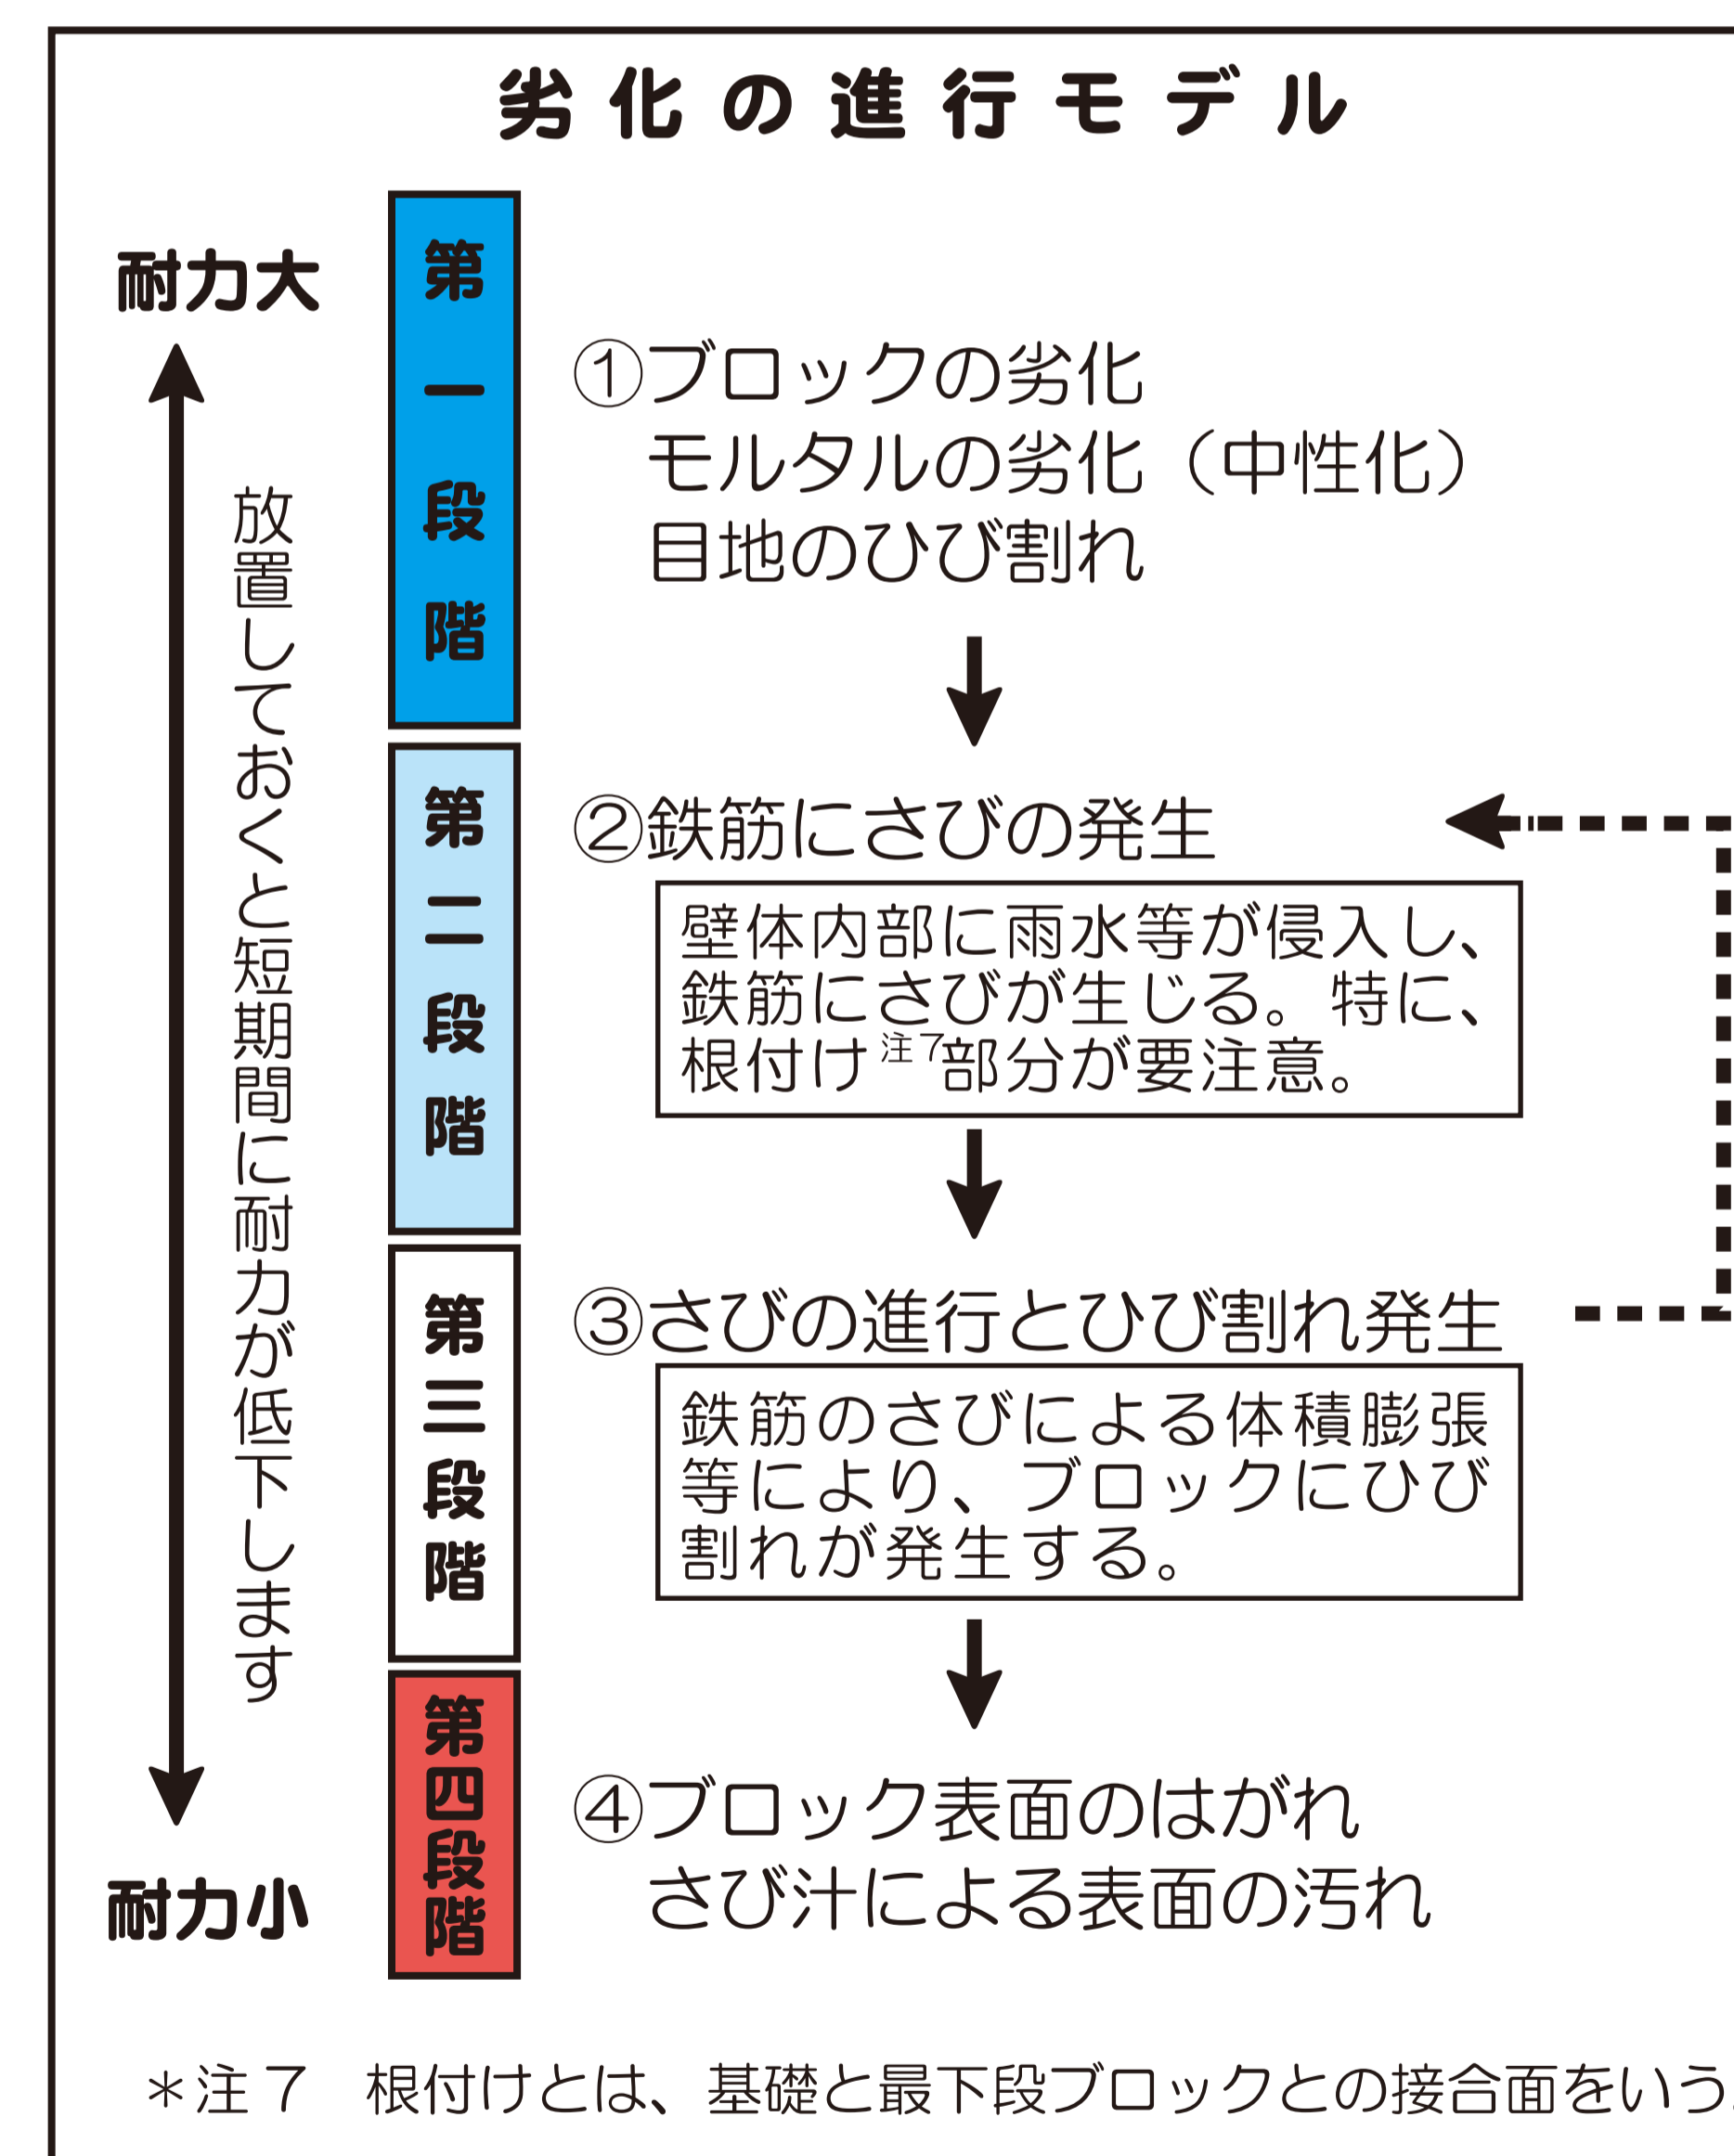 劣化の進行モデル
耐力大
放置しておくと短期間に耐力が低下します
耐力小
第一段階
①ブロックの劣化
モルタルの劣化（中性化）
目地のひび割れ
第二段階
②鉄筋にさびの発生
壁体内部に雨水等が侵入し、
鉄筋にさびが生じる。特に、
根付け注7部分が要注意。
第三段階
③さびの進行とひび割れ発生
鉄筋のさびによる体積膨張
等により、ブロックにひび
割れが発生する。
第四段階
④ブロック表面のはがれ
さび汁による表面の汚れ
＊注７　根付けとは、基礎と最下段ブロックとの接合面をいう。